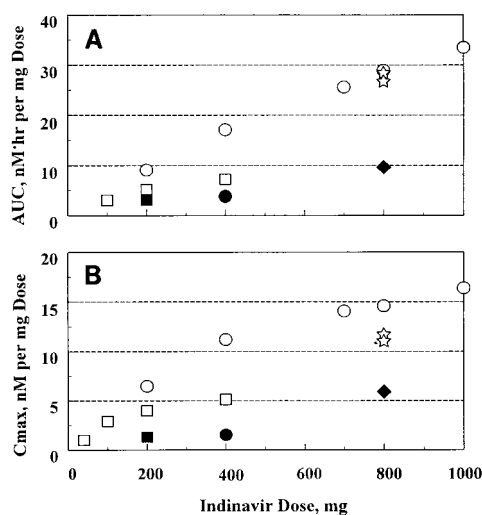 A
AUC, nM*hr per mg Dose
40
30
20
10
0
B
Cmax, nM per mg Dose
20
15
10
5
0
0 200 400 600 800 1000
Indinavir Dose, mg